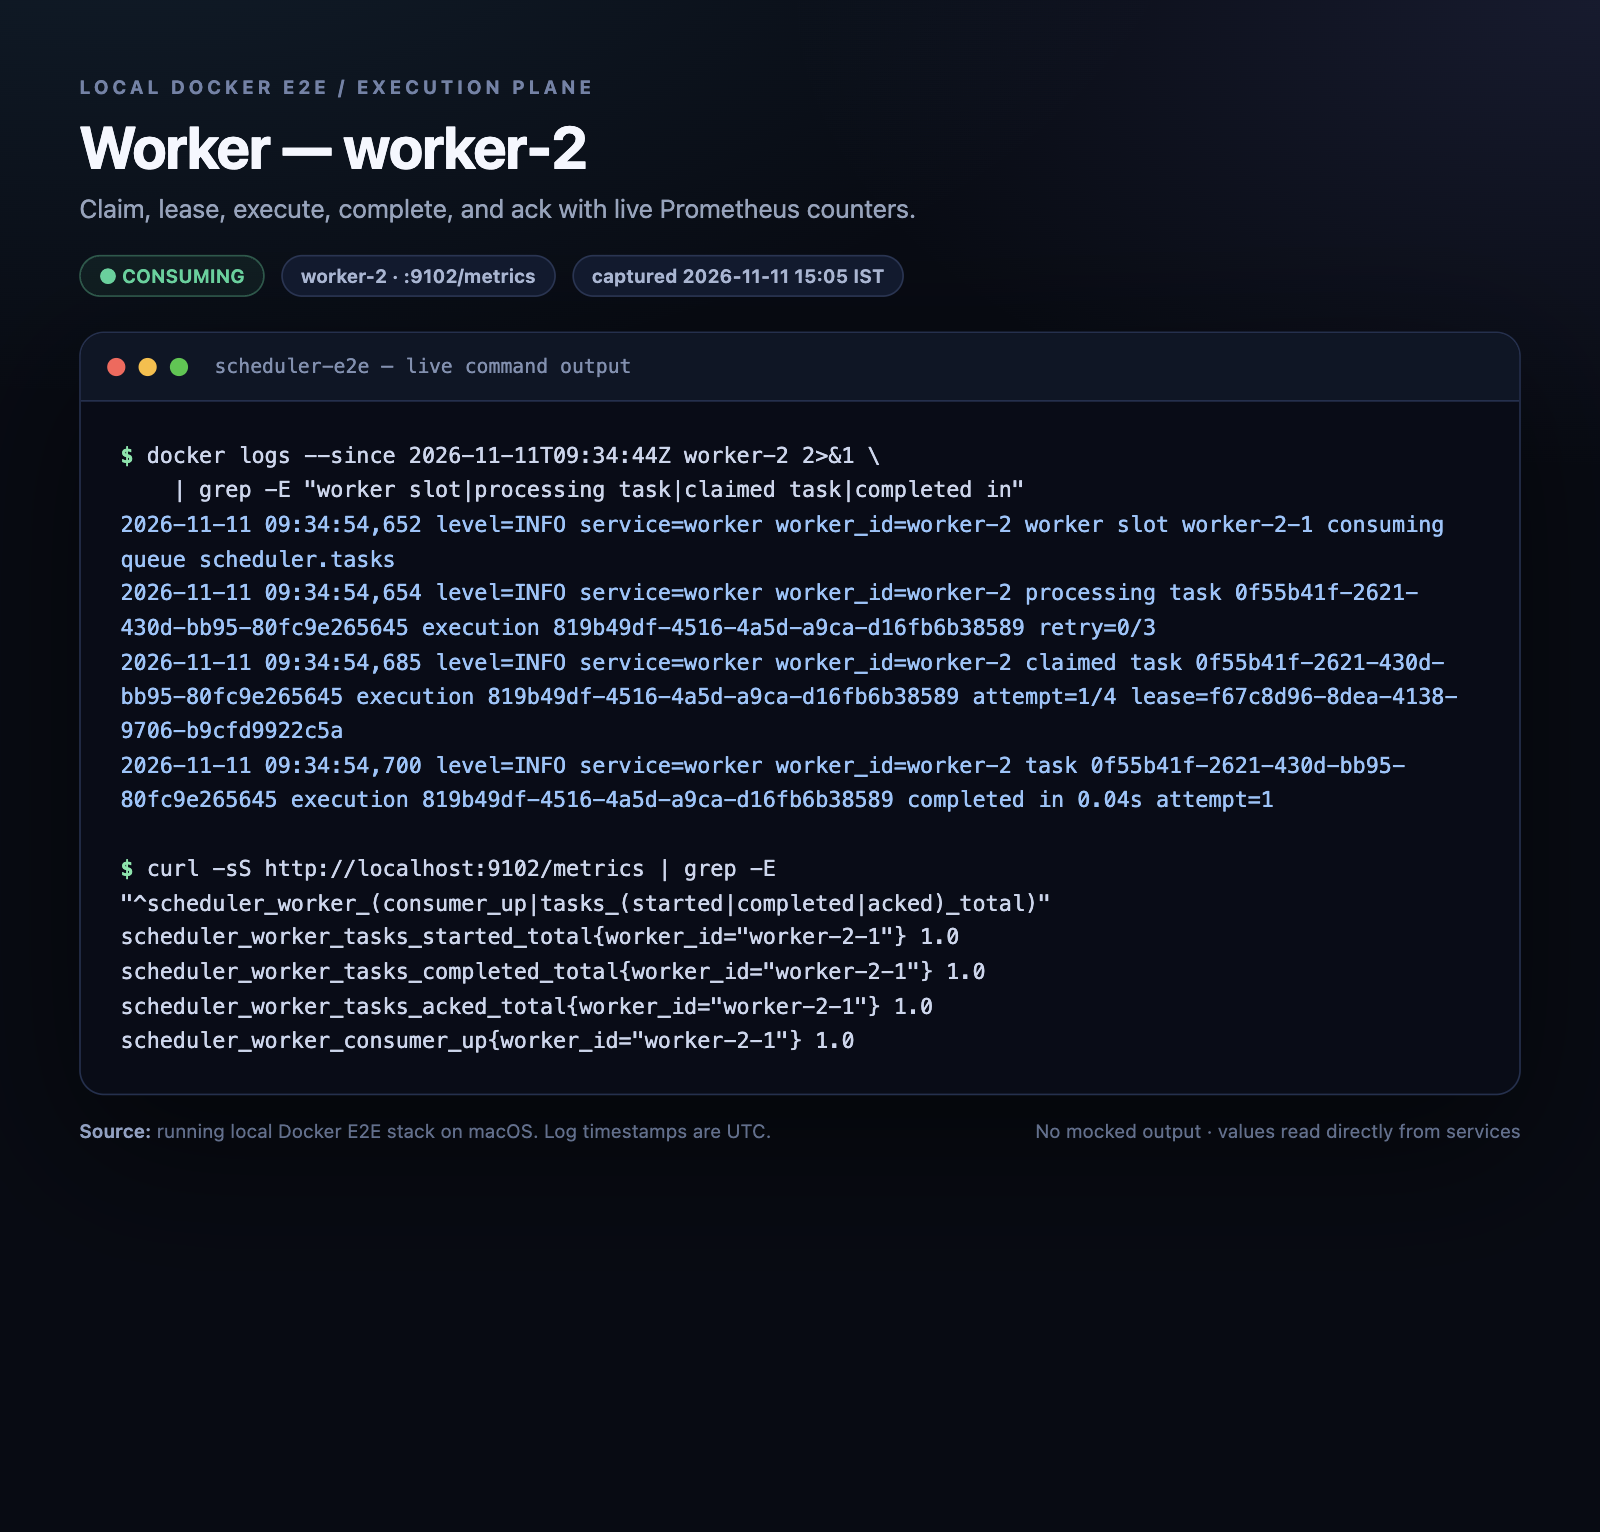 LOCAL DOCKER E2E / EXECUTION PLANE
Worker — worker-2
Claim, lease, execute, complete, and ack with live Prometheus counters.
CONSUMING
worker-2 · :9102/metrics
captured 2026-11-11 15:05 IST
scheduler-e2e — live command output
$ docker logs --since 2026-11-11T09:34:44Z worker-2 2>&1 \
    | grep -E "worker slot|processing task|claimed task|completed in"
2026-11-11 09:34:54,652 level=INFO service=worker worker_id=worker-2 worker slot worker-2-1 consuming
queue scheduler.tasks
2026-11-11 09:34:54,654 level=INFO service=worker worker_id=worker-2 processing task 0f55b41f-2621-
430d-bb95-80fc9e265645 execution 819b49df-4516-4a5d-a9ca-d16fb6b38589 retry=0/3
2026-11-11 09:34:54,685 level=INFO service=worker worker_id=worker-2 claimed task 0f55b41f-2621-430d-
bb95-80fc9e265645 execution 819b49df-4516-4a5d-a9ca-d16fb6b38589 attempt=1/4 lease=f67c8d96-8dea-4138-
9706-b9cfd9922c5a
2026-11-11 09:34:54,700 level=INFO service=worker worker_id=worker-2 task 0f55b41f-2621-430d-bb95-
80fc9e265645 execution 819b49df-4516-4a5d-a9ca-d16fb6b38589 completed in 0.04s attempt=1
$ curl -sS http://localhost:9102/metrics | grep -E
"^scheduler_worker_(consumer_up|tasks_(started|completed|acked)_total)"
scheduler_worker_tasks_started_total{worker_id="worker-2-1"} 1.0
scheduler_worker_tasks_completed_total{worker_id="worker-2-1"} 1.0
scheduler_worker_tasks_acked_total{worker_id="worker-2-1"} 1.0
scheduler_worker_consumer_up{worker_id="worker-2-1"} 1.0
Source: running local Docker E2E stack on macOS. Log timestamps are UTC.
No mocked output · values read directly from services